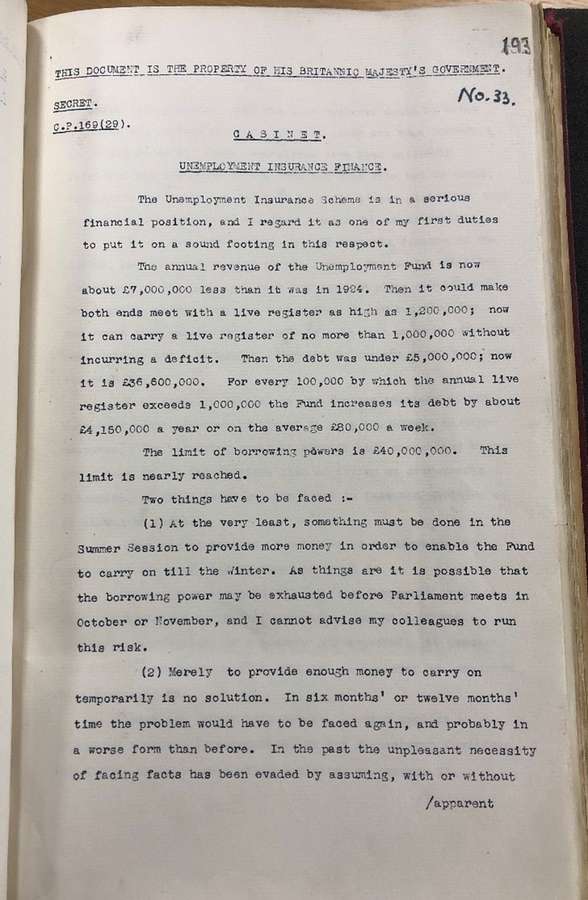 193
THIS DOCUMENT IS THE PROPERTY OF HIS BRITANNIC MAJESTY'S GOVERNMENT.
No. 33.
SECRET.
C.P.169(29).
CABINET.
UNEMPLOYMENT INSURANCE FINANCE.
The Unemployment Insurance Scheme is in a serious
financial position, and I regard it as one of my first duties
to put it on a sound footing in this respect.
The annual revenue of the Unemployment Fund is now
about £7,000,000 less than it was in 1924. Then it could make
both ends meet with a live register as high as 1,200,000; now
it can carry a live register of no more than 1,000,000 without
incurring a deficit. Then the debt was under £5,000,000; now
it is £36,600,000. For every 100,000 by which the annual live
register exceeds 1,000,000 the Fund increases its debt by about
£4,150,000 a year or on the average £80,000 a week.
The limit of borrowing powers is £40,000,000. This
limit is nearly reached.
Two things have to be faced :-
(1) At the very least, something must be done in the
Summer Session to provide more money in order to enable the Fund
to carry on till the Winter. As things are it is possible that
the borrowing power may be exhausted before Parliament meets in
October or November, and I cannot advise my colleagues to run
this risk.
(2) Merely to provide enough money to carry on
temporarily is no solution. In six months' or twelve months'
time the problem would have to be faced again, and probably in
a worse form than before. In the past the unpleasant necessity
of facing facts has been evaded by assuming, with or without
/apparent